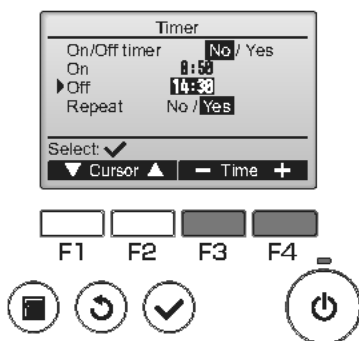 Timer
On/Off timer No / Yes
On 8:50
Off 14:30
Repeat No / Yes
Select: ✔
▼ Cursor ▲ − Time +
F1 F2 F3 F4